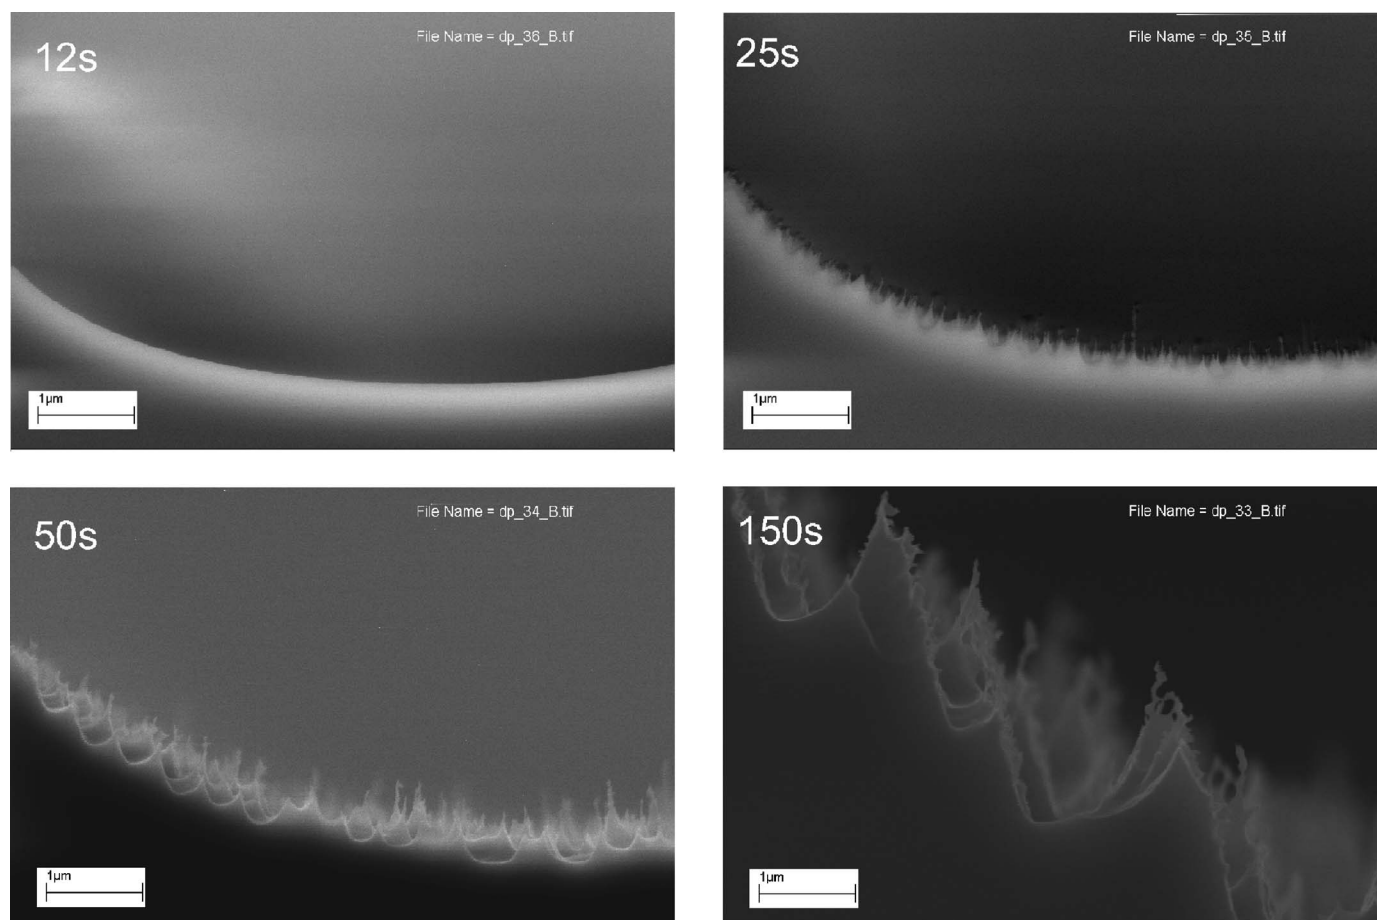 12s
File Name = dp_36_B.tif
1µm
25s
File Name = dp_35_B.tif
1µm
50s
File Name = dp_34_B.tif
1µm
150s
File Name = dp_33_B.tif
1µm